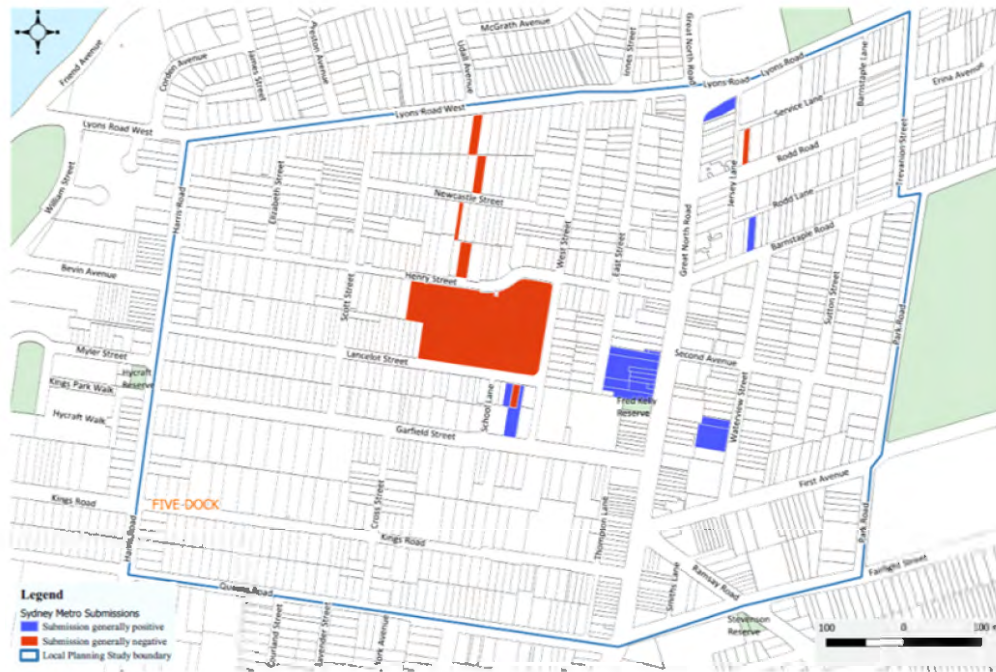 McGrath Avenue
Friend Avenue
Corden Avenue
James Street
Preston Avenue
Udall Avenue
Innes Street
Great North Road
Lyons Road
Lyons Road
Barnstaple Lane
Erina Avenue
Lyons Road West
Lyons Road West
Service Lane
William Street
Harris Road
Elizabeth Street
Newcastle Street
Jersey Lane
Rodd Road
Rodd Lane
Trevanion Street
Barnstaple Road
West Street
East Street
Great North Road
Bevin Avenue
Henry Street
Scott Street
Sutton Street
Park Road
Myler Street
Lancelot Street
Second Avenue
Kings Park Walk
Reserve
Hycraft Walk
School Lane
Fred Kelly
Reserve
Waterview Street
Garfield Street
First Avenue
Kings Road
FIVE-DOCK
Cross Street
Kings Road
Thompton Lane
Park Road
Smiths Lane
Ramsay Road
Fairlight Street
Queens Road
Stevenson
Reserve
Legend
Sydney Metro Submissions
Submission generally positive
Submission generally negative
Local Planning Study boundary
100
0